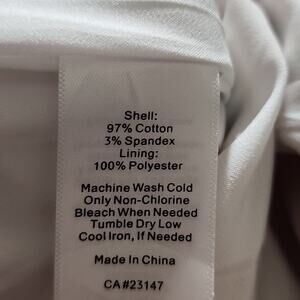 Shell:
97% Cotton
3% Spandex
Lining:
100% Polyester
Machine Wash Cold
Only Non-Chlorine
Bleach When Needed
Tumble Dry Low
Cool Iron, If Needed
Made In China
CA#23147